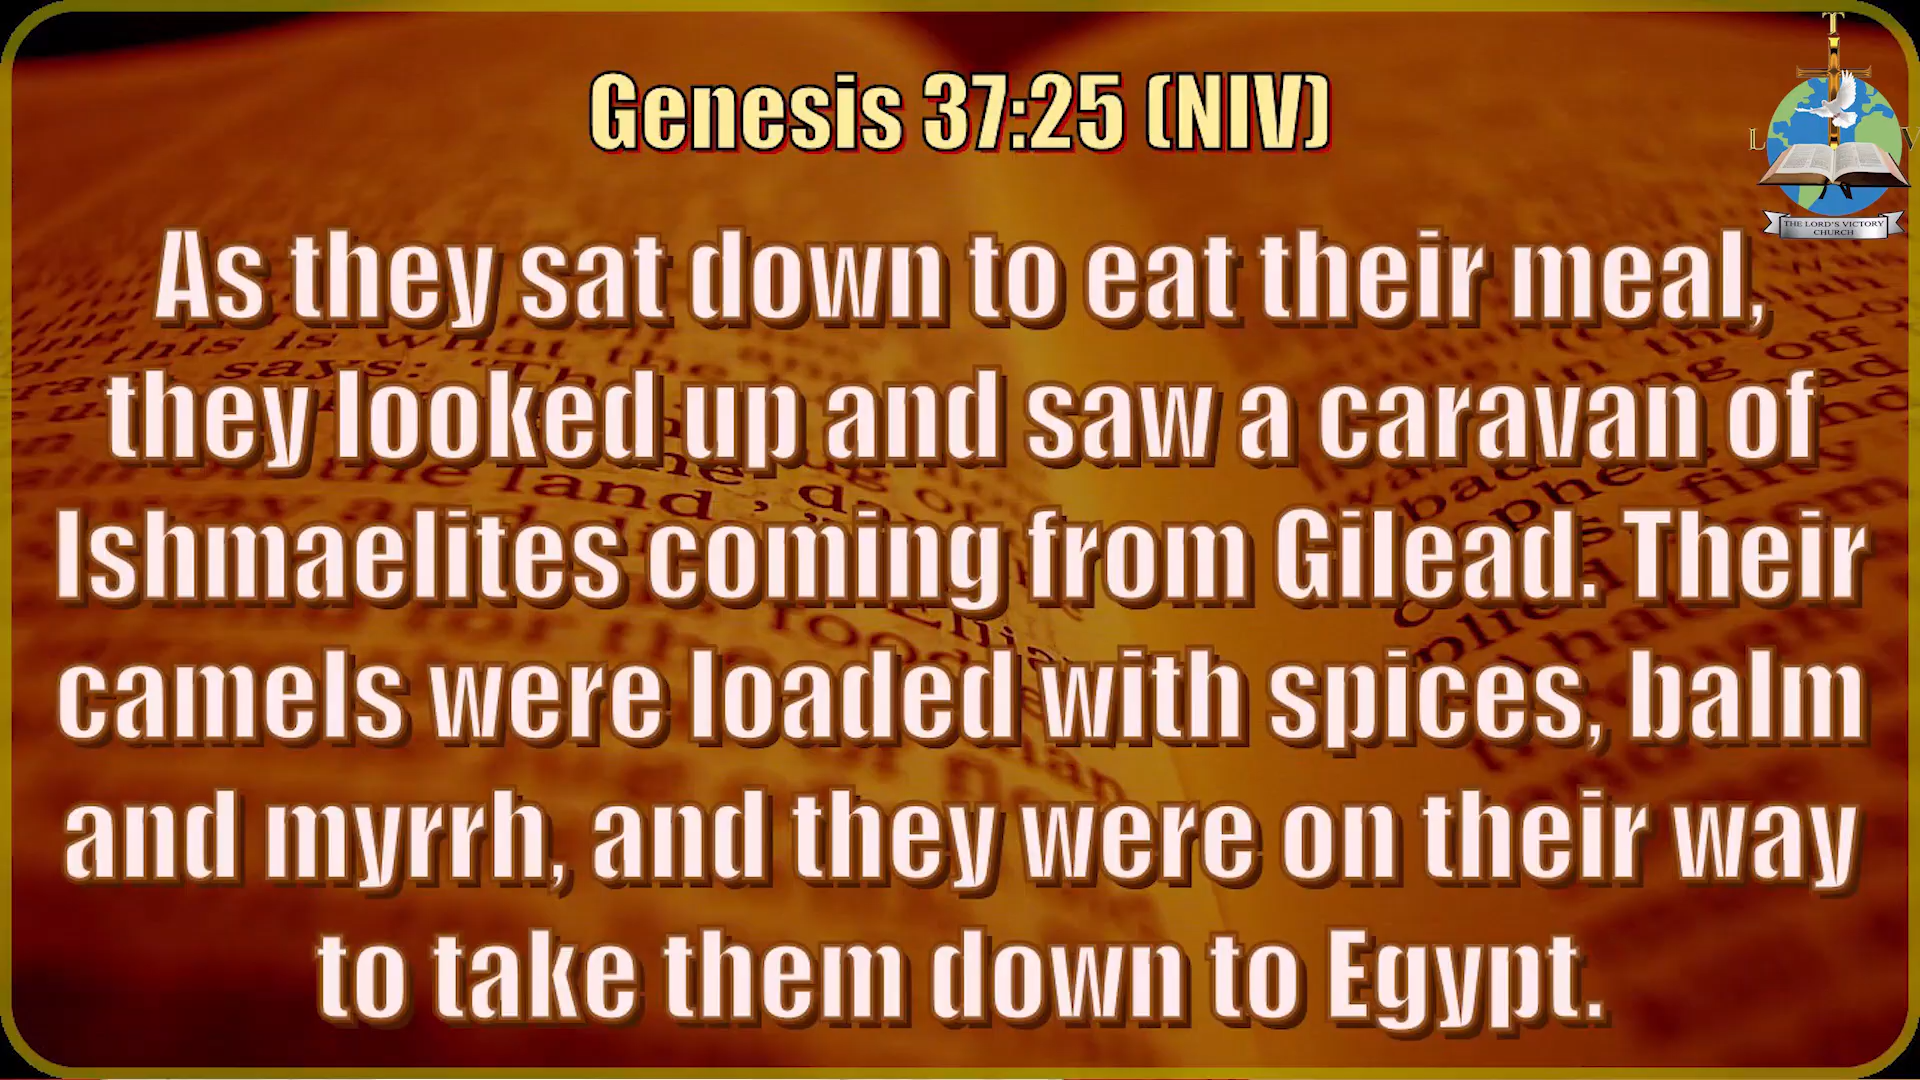 Genesis 37:25 (NIV)
As they sat down to eat their meal,
they looked up and saw a caravan of
Ishmaelites coming from Gilead. Their
camels were loaded with spices, balm
and myrrh, and they were on their way
to take them down to Egypt.
T
L V
THE LORD'S VICTORY
CHURCH